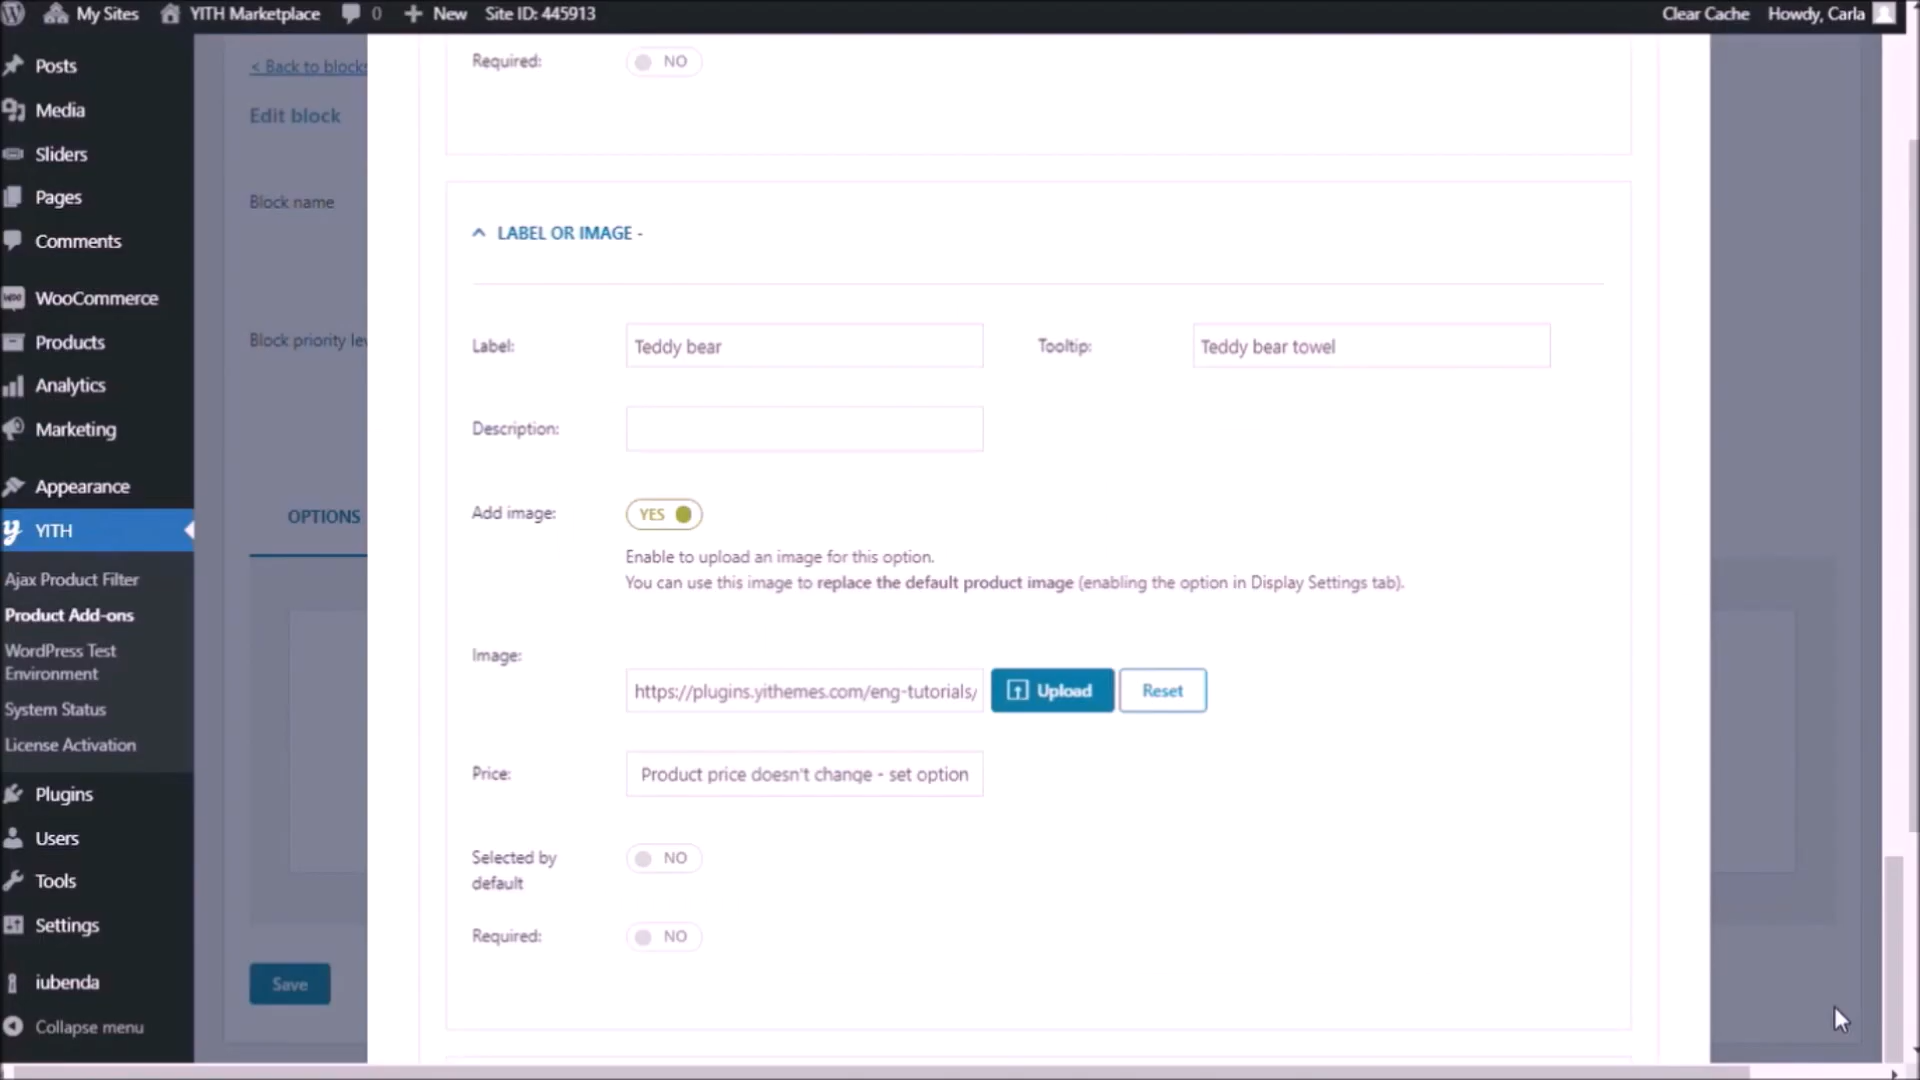 My Sites
YITH Marketplace
0
New
Site ID: 445913
Clear Cache
Howdy, Carla
Posts
Media
Sliders
Pages
Comments
WooCommerce
Products
Analytics
Marketing
Appearance
YITH
Ajax Product Filter
Product Add-ons
WordPress Test
Environment
System Status
License Activation
Plugins
Users
Tools
Settings
iubenda
Collapse menu
< Back to blocks
Edit block
Block name
Block priority lev
OPTIONS
Save
Required:
NO
LABEL OR IMAGE -
Label:
Teddy bear
Tooltip:
Teddy bear towel
Description:
Add image:
YES
Enable to upload an image for this option.
You can use this image to replace the default product image (enabling the option in Display Settings tab).
Image:
https://plugins.yithemes.com/eng-tutorials/
Upload
Reset
Price:
Product price doesn't change - set option
Selected by
default
NO
Required:
NO